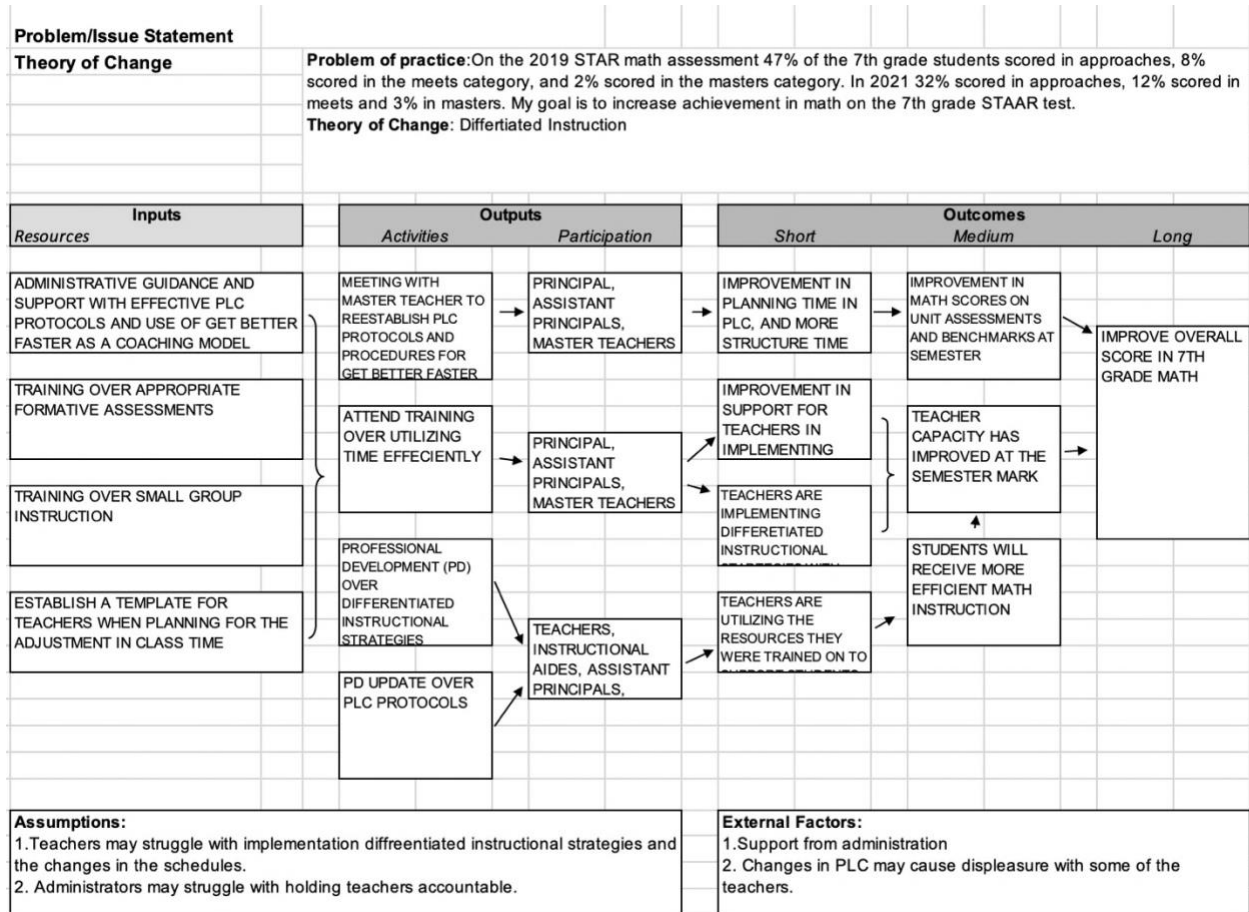 Problem/Issue Statement
Theory of Change
Problem of practice:On the 2019 STAR math assessment 47% of the 7th grade students scored in approaches, 8%
scored in the meets category, and 2% scored in the masters category. In 2021 32% scored in approaches, 12% scored in
meets and 3% in masters. My goal is to increase achievement in math on the 7th grade STAAR test.
Theory of Change: Differtiated Instruction
Inputs
Resources
Outputs
Activities
Participation
Outcomes
Short
Medium
Long
ADMINISTRATIVE GUIDANCE AND
SUPPORT WITH EFFECTIVE PLC
PROTOCOLS AND USE OF GET BETTER
FASTER AS A COACHING MODEL
TRAINING OVER APPROPRIATE
FORMATIVE ASSESSMENTS
TRAINING OVER SMALL GROUP
INSTRUCTION
ESTABLISH A TEMPLATE FOR
TEACHERS WHEN PLANNING FOR THE
ADJUSTMENT IN CLASS TIME
MEETING WITH
MASTER TEACHER TO
REESTABLISH PLC
PROTOCOLS AND
PROCEDURES FOR
GET BETTER FASTER
ATTEND TRAINING
OVER UTILIZING
TIME EFFECIENTLY
PROFESSIONAL
DEVELOPMENT (PD)
OVER
DIFFERENTIATED
INSTRUCTIONAL
STRATEGIES
PD UPDATE OVER
PLC PROTOCOLS
PRINCIPAL,
ASSISTANT
PRINCIPALS,
MASTER TEACHERS
PRINCIPAL,
ASSISTANT
PRINCIPALS,
MASTER TEACHERS
TEACHERS,
INSTRUCTIONAL
AIDES, ASSISTANT
PRINCIPALS,
IMPROVEMENT IN
PLANNING TIME IN
PLC, AND MORE
STRUCTURE TIME
IMPROVEMENT IN
SUPPORT FOR
TEACHERS IN
IMPLEMENTING
TEACHERS ARE
IMPLEMENTING
DIFFERETIATED
INSTRUCTIONAL
TEACHERS ARE
UTILIZING THE
RESOURCES THEY
WERE TRAINED ON TO
IMPROVEMENT IN
MATH SCORES ON
UNIT ASSESSMENTS
AND BENCHMARKS AT
SEMESTER
TEACHER
CAPACITY HAS
IMPROVED AT THE
SEMESTER MARK
STUDENTS WILL
RECEIVE MORE
EFFICIENT MATH
INSTRUCTION
IMPROVE OVERALL
SCORE IN 7TH
GRADE MATH
Assumptions:
1.Teachers may struggle with implementation diffreentiated instructional strategies and
the changes in the schedules.
2. Administrators may struggle with holding teachers accountable.
External Factors:
1.Support from administration
2. Changes in PLC may cause displeasure with some of the
teachers.